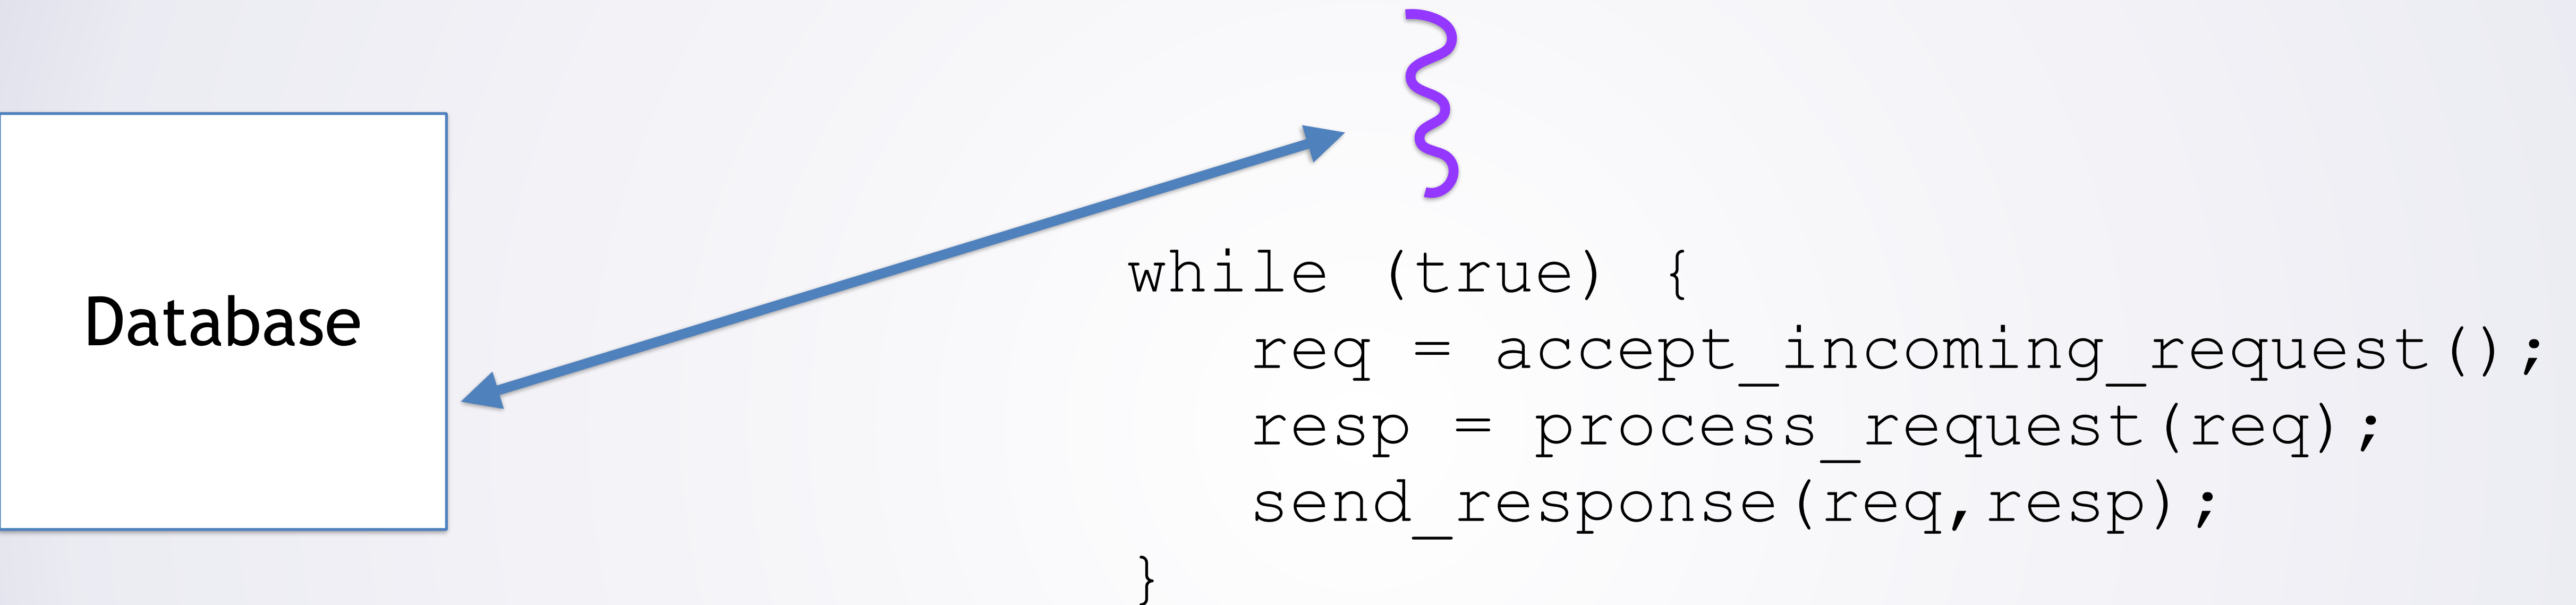 Database
while (true) {
   req = accept_incoming_request();
   resp = process_request(req);
   send_response(req,resp);
}